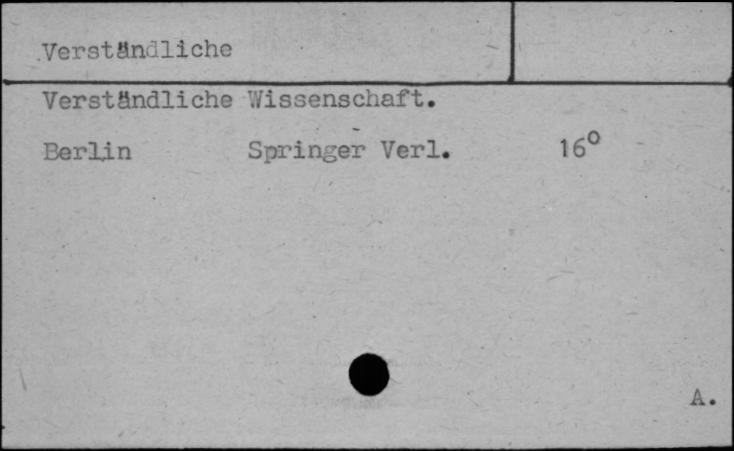 Verständliche
Verständliche Wissenschaft.
Berlin Springer Verl. 16°
A.